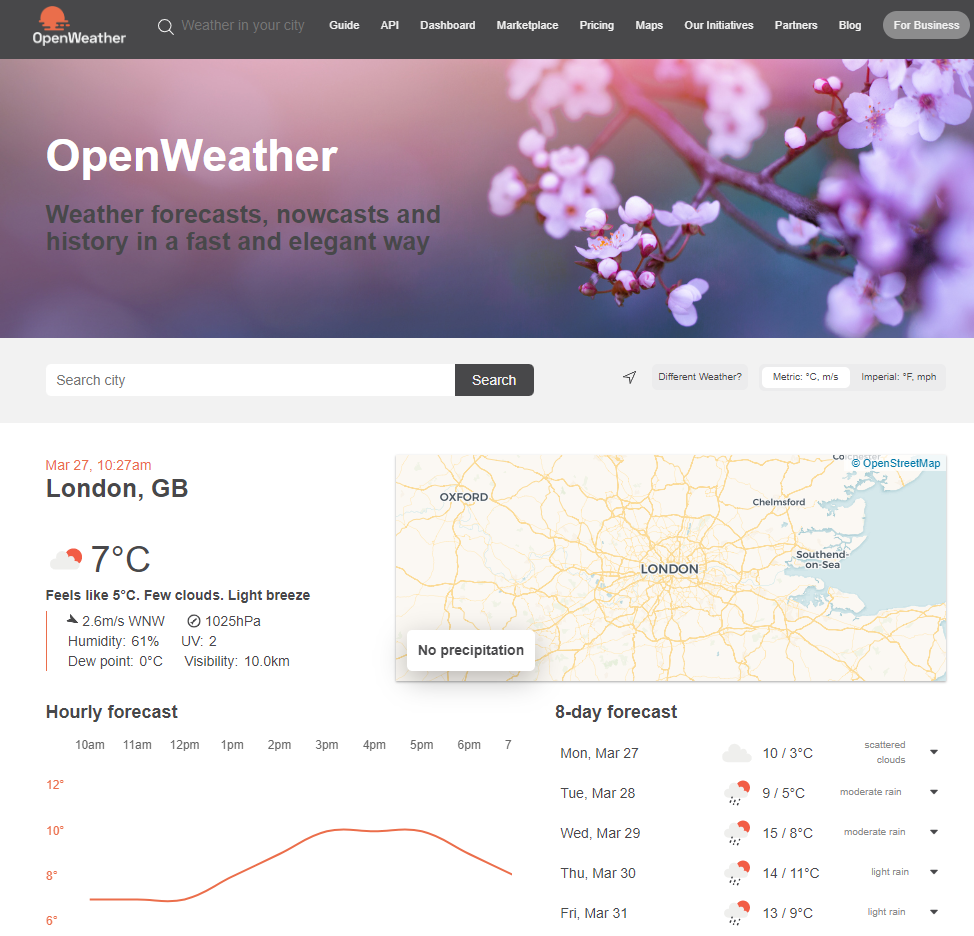 OpenWeather
Weather in your city
Guide
API
Dashboard
Marketplace
Pricing
Maps
Our Initiatives
Partners
Blog
For Business
OpenWeather
Weather forecasts, nowcasts and
history in a fast and elegant way
Search city
Search
Different Weather?
Metric: °C, m/s
Imperial: °F, mph
Mar 27, 10:27am
London, GB
7°C
Feels like 5°C. Few clouds. Light breeze
2.6m/s WNW 1025hPa
Humidity: 61% UV: 2
Dew point: 0°C Visibility: 10.0km
© OpenStreetMap
OXFORD
Chelmsford
Southend-
on-Sea
LONDON
No precipitation
Hourly forecast
10am 11am 12pm 1pm 2pm 3pm 4pm 5pm 6pm 7
12°
10°
8°
6°
8-day forecast
Mon, Mar 27 10 / 3°C scattered
clouds
Tue, Mar 28 9 / 5°C moderate rain
Wed, Mar 29 15 / 8°C moderate rain
Thu, Mar 30 14 / 11°C light rain
Fri, Mar 31 13 / 9°C light rain